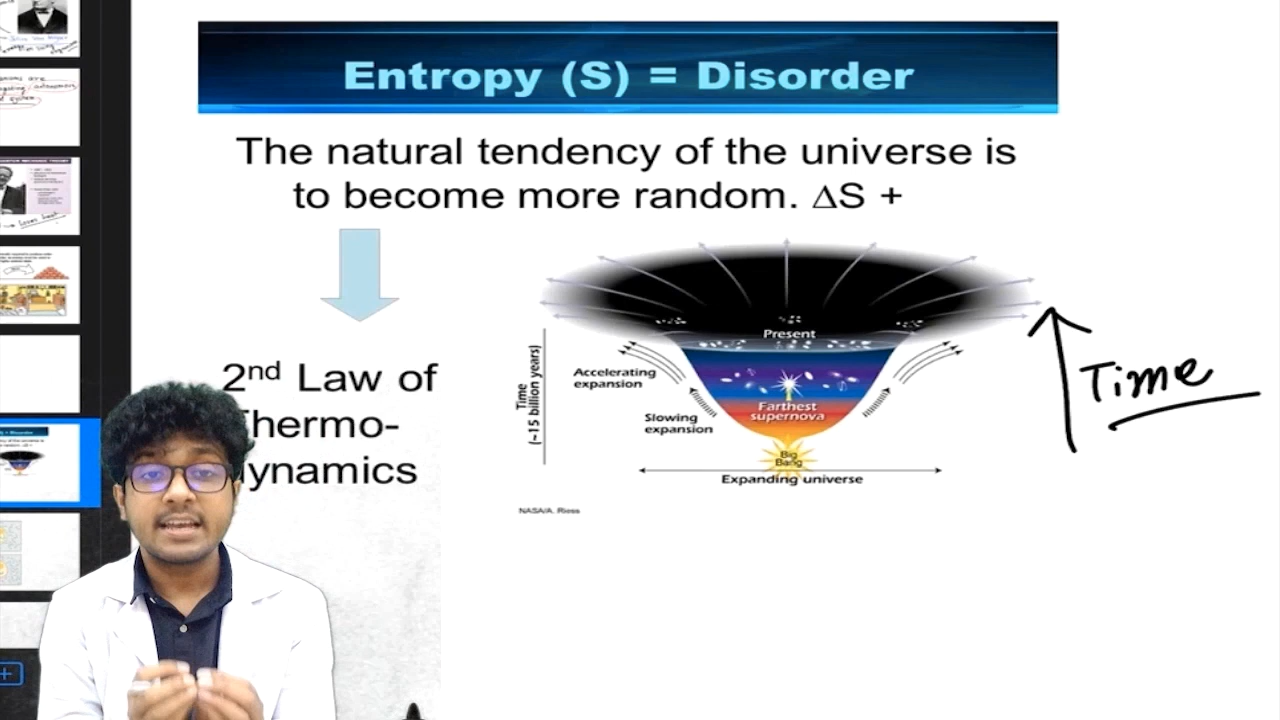 Entropy (S) = Disorder
The natural tendency of the universe is
to become more random. ΔS +
2nd Law of
Thermo-
dynamics
Present
Accelerating
expansion
Slowing
expansion
Farthest
supernova
Big
Bang
Time
(~15 billion years)
Expanding universe
NASA/A. Riess
Time